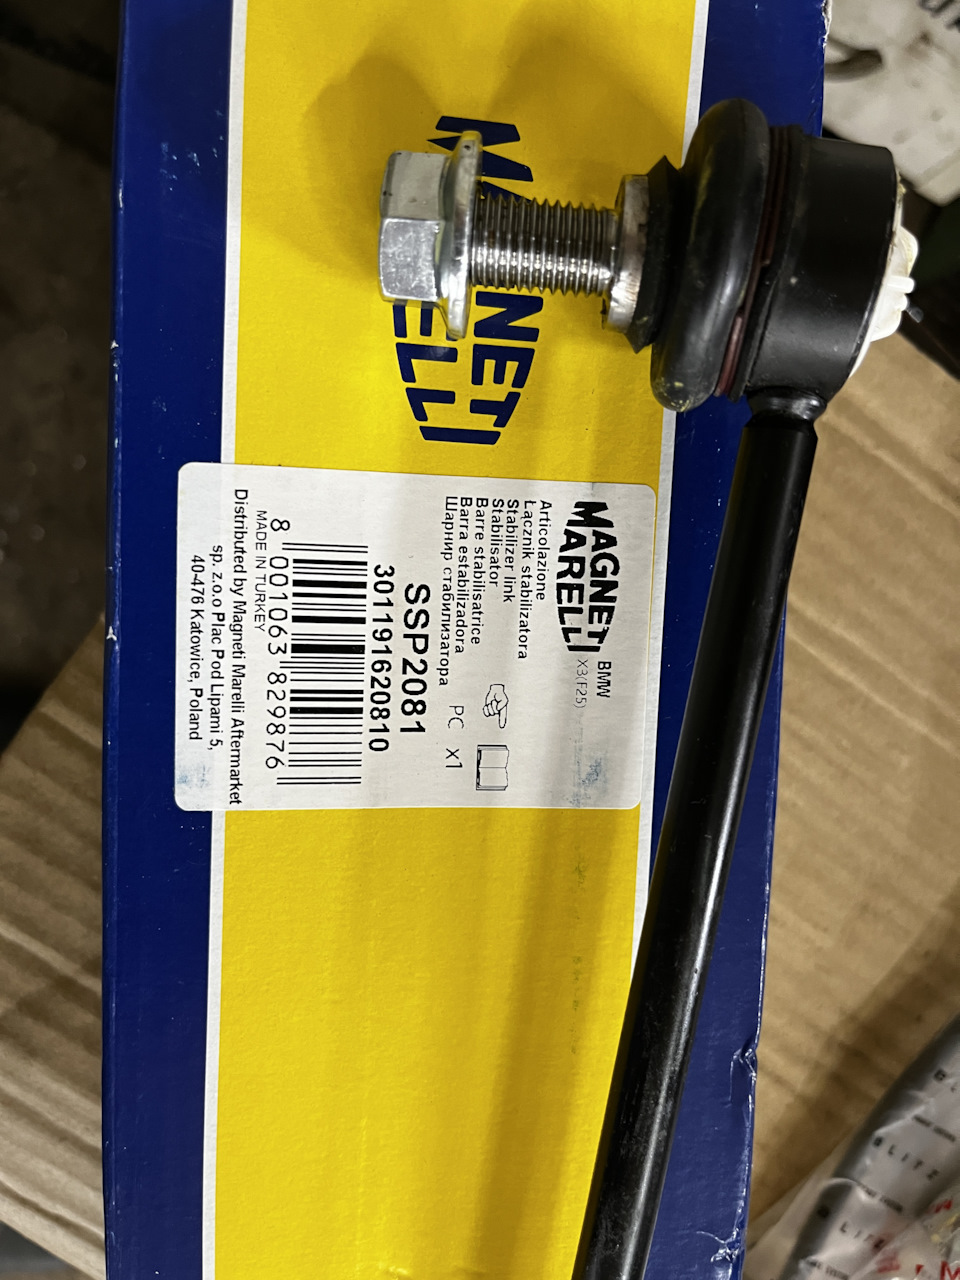 MAGNETI
MARELLI
MAGNETI
MARELLI
BMW
X3(F25)
Articolazione
Łącznik stabilizatora
Stabilizer link
Stabilisator
Barre stabilisatrice
Barra estabilizadora
Шарнир стабилизатора
PC x1
SSP2081
301191620810
8 001063 829876
MADE IN TURKEY
Distributed by Magneti Marelli Aftermarket
sp. z.o.o Plac Pod Lipami 5,
40-476 Katowice, Poland
BLITZ
BLITZ